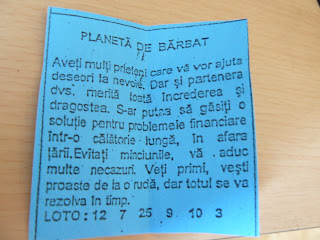 PLANETĂ DE BĂRBAT
Aveţi mulţi prieteni care vă vor ajuta
deseori la nevoie. Dar şi partenera
dvs. merită toată încrederea şi
dragostea. S-ar putea să găsiţi o
soluţie pentru problemele financiare
într-o călătorie lungă, în afara
ţării. Evitaţi minciunile, vă aduc
multe necazuri. Veţi primi, veşti
proaste de la o rudă, dar totul se va
rezolva în timp.
LOTO: 12 7 25 9 10 3